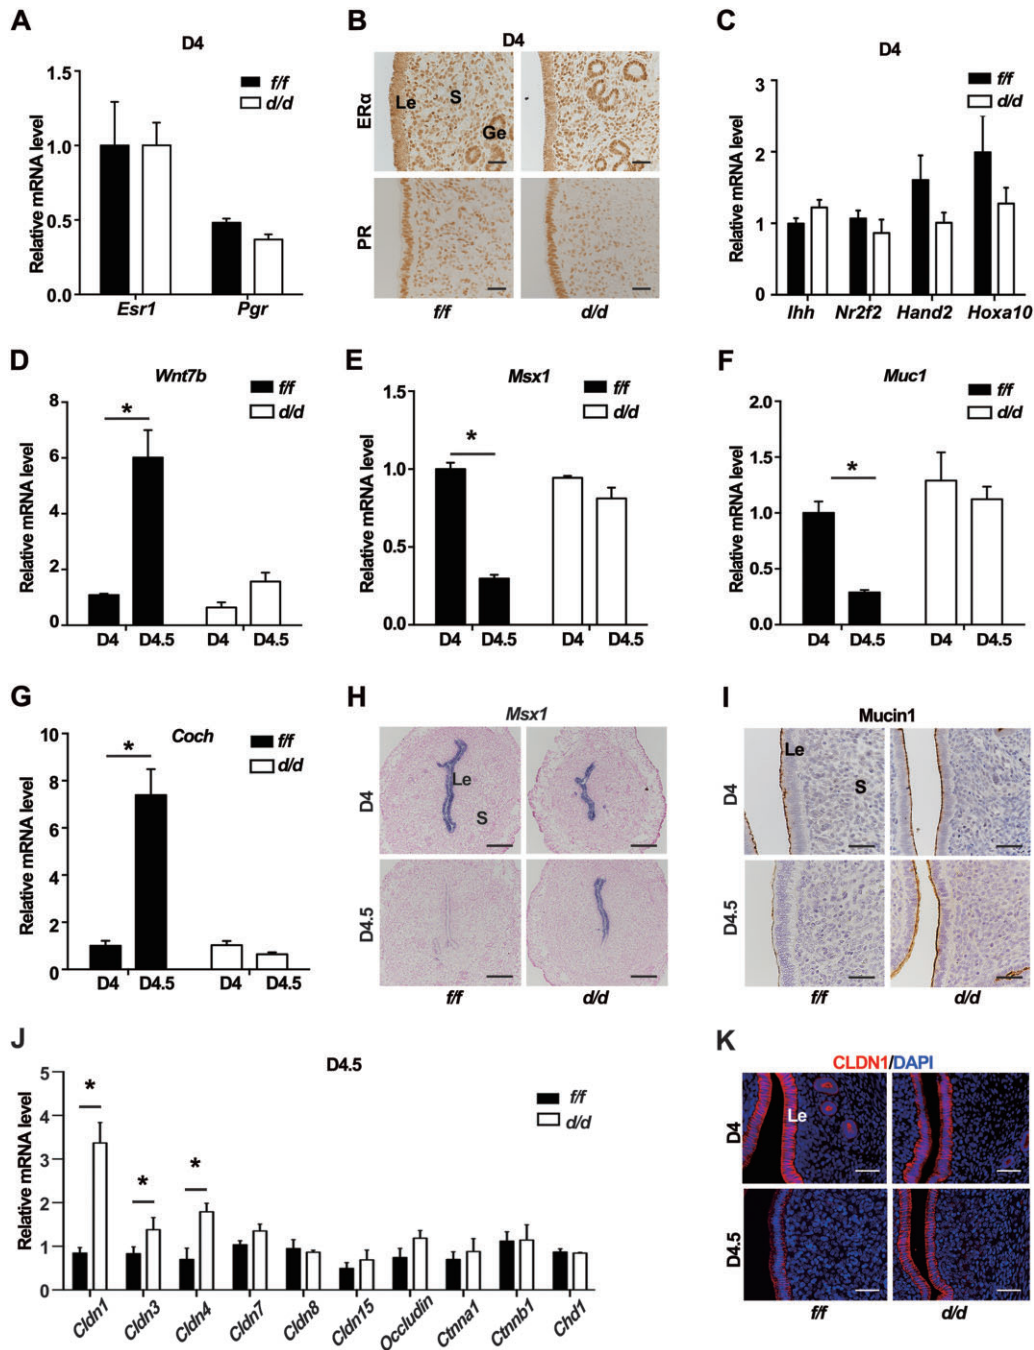 A
D4
Relative mRNA level
1.5
1.0
0.5
0.0
f/f
d/d
Esr1
Pgr
B
D4
ERα
PR
Le
S
Ge
f/f
d/d
C
D4
Relative mRNA level
3
2
1
0
f/f
d/d
Ihh
Nr2f2
Hand2
Hoxa10
D
Wnt7b
Relative mRNA level
8
6
4
2
0
*
f/f
d/d
D4
D4.5
D4
D4.5
E
Msx1
Relative mRNA level
1.5
1.0
0.5
0.0
*
f/f
d/d
D4
D4.5
D4
D4.5
F
Muc1
Relative mRNA level
2.0
1.5
1.0
0.5
0.0
*
f/f
d/d
D4
D4.5
D4
D4.5
G
Coch
Relative mRNA level
10
8
6
4
2
0
*
f/f
d/d
D4
D4.5
D4
D4.5
H
Msx1
D4
D4.5
Le
S
f/f
d/d
I
Mucin1
D4
D4.5
Le
S
f/f
d/d
J
D4.5
Relative mRNA level
5
4
3
2
1
0
*
*
*
f/f
d/d
Cldn1
Cldn3
Cldn4
Cldn7
Cldn8
Cldn15
Occludin
Ctnna1
Ctnnb1
Chd1
K
CLDN1/DAPI
D4
D4.5
Le
f/f
d/d